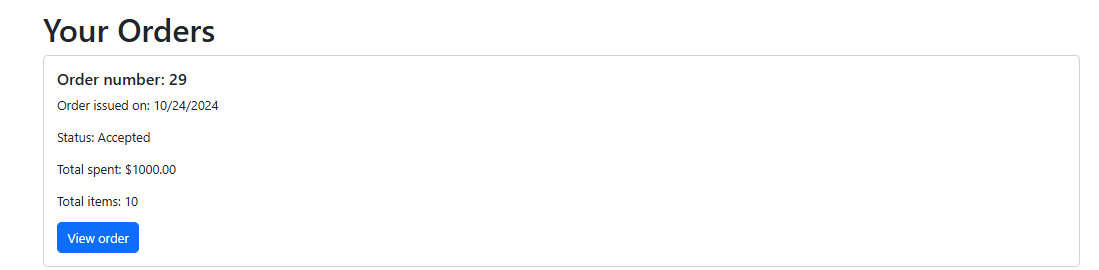 Your Orders
Order number: 29
Order issued on: 10/24/2024
Status: Accepted
Total spent: $1000.00
Total items: 10
View order